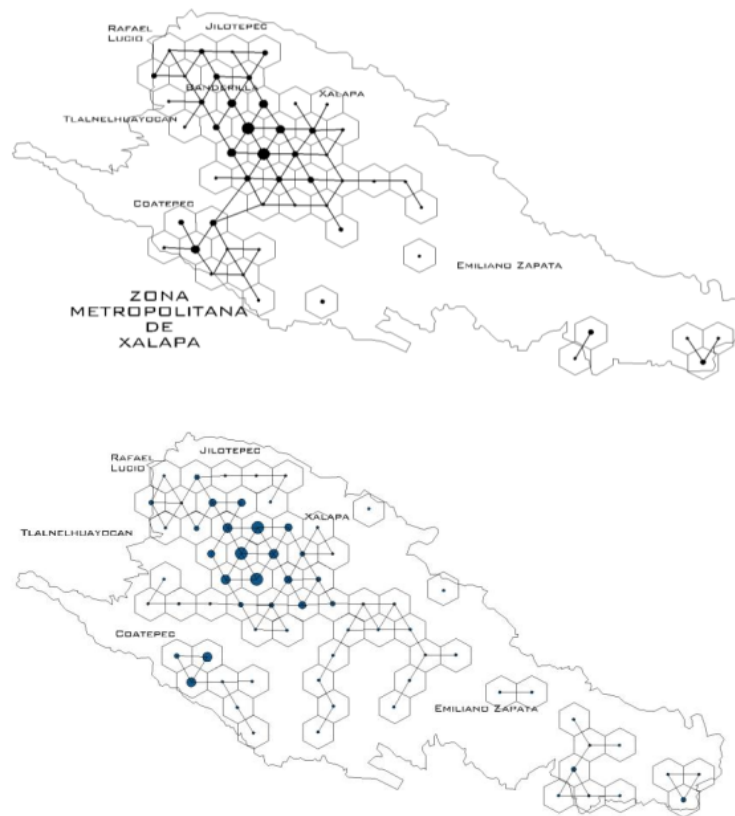 RAFAEL
LUCIO
JILOTEPEC
BANDERILLA
XALAPA
TLALNELHUAYOCAN
COATEPEC
EMILIANO ZAPATA
ZONA
METROPOLITANA
DE
XALAPA
RAFAEL
LUCIO
JILOTEPEC
XALAPA
TLALNELHUAYOCAN
COATEPEC
EMILIANO ZAPATA